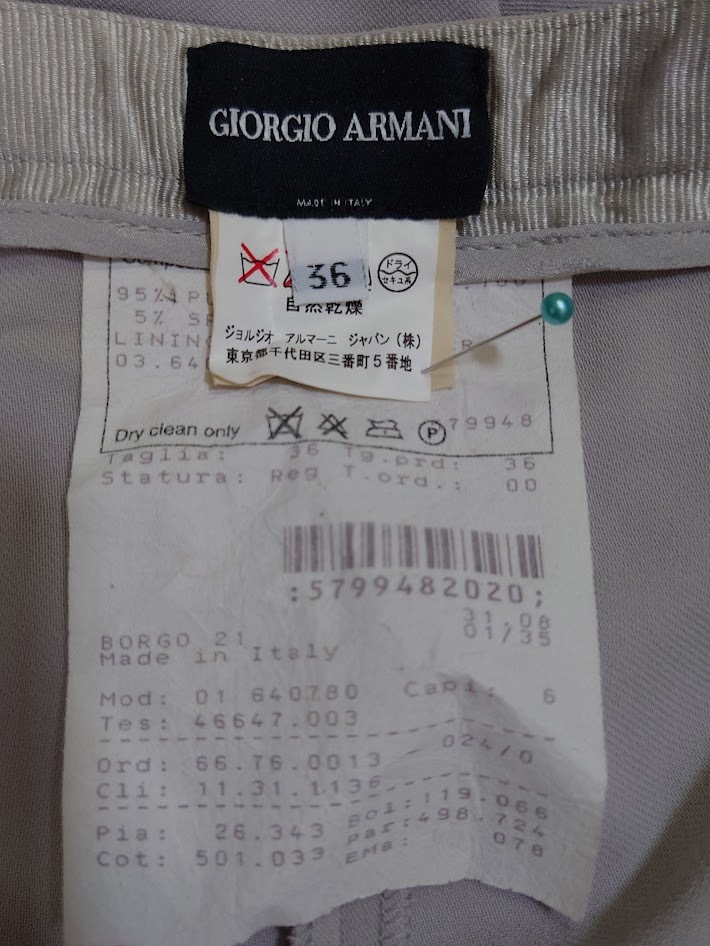 GIORGIO ARMANI
MADE IN ITALY
36
ドライ
セキユ系
自然乾燥
ジョルジオ アルマーニ ジャパン(株)
東京都千代田区三番町5番地
95%
5%
LINING
03.64
Dry clean only
P
79948
Taglia: 36 Tg.prd: 36
Statura: Reg T.ord.: 00
:5799482020;
31.08
01/35
BORGO 21
Made in Italy
Mod: 01 640780 Capi: 6
Tes: 46647.003
Ord: 66.76.0013 - 024/0
Cli: 11.31.1136
Pia: 26.343 Bol:119.066
Cot: 501.033 Par:498.724
EMa: 078